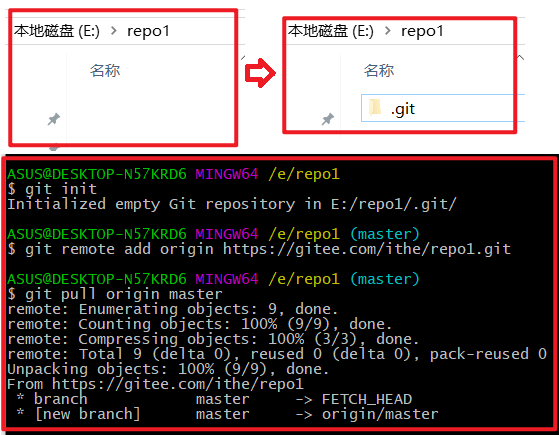 本地磁盘 (E:) > repo1
名称
本地磁盘 (E:) > repo1
名称
.git
ASUS@DESKTOP-N57KRD6 MINGW64 /e/repo1
$ git init
Initialized empty Git repository in E:/repo1/.git/
ASUS@DESKTOP-N57KRD6 MINGW64 /e/repo1 (master)
$ git remote add origin https://gitee.com/ithe/repo1.git
ASUS@DESKTOP-N57KRD6 MINGW64 /e/repo1 (master)
$ git pull origin master
remote: Enumerating objects: 9, done.
remote: Counting objects: 100% (9/9), done.
remote: Compressing objects: 100% (3/3), done.
remote: Total 9 (delta 0), reused 0 (delta 0), pack-reused 0
Unpacking objects: 100% (9/9), done.
From https://gitee.com/ithe/repo1
* branch master -> FETCH_HEAD
* [new branch] master -> origin/master